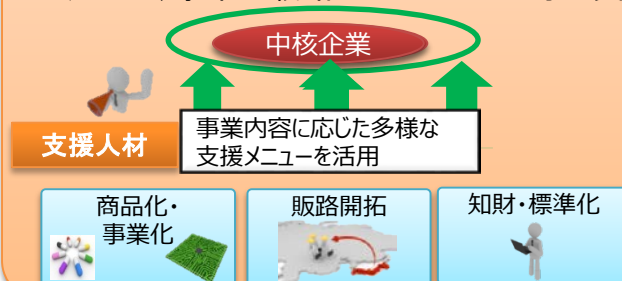 中核企業
支援人材
事業内容に応じた多様な
支援メニューを活用
商品化・
事業化
販路開拓
知財・標準化